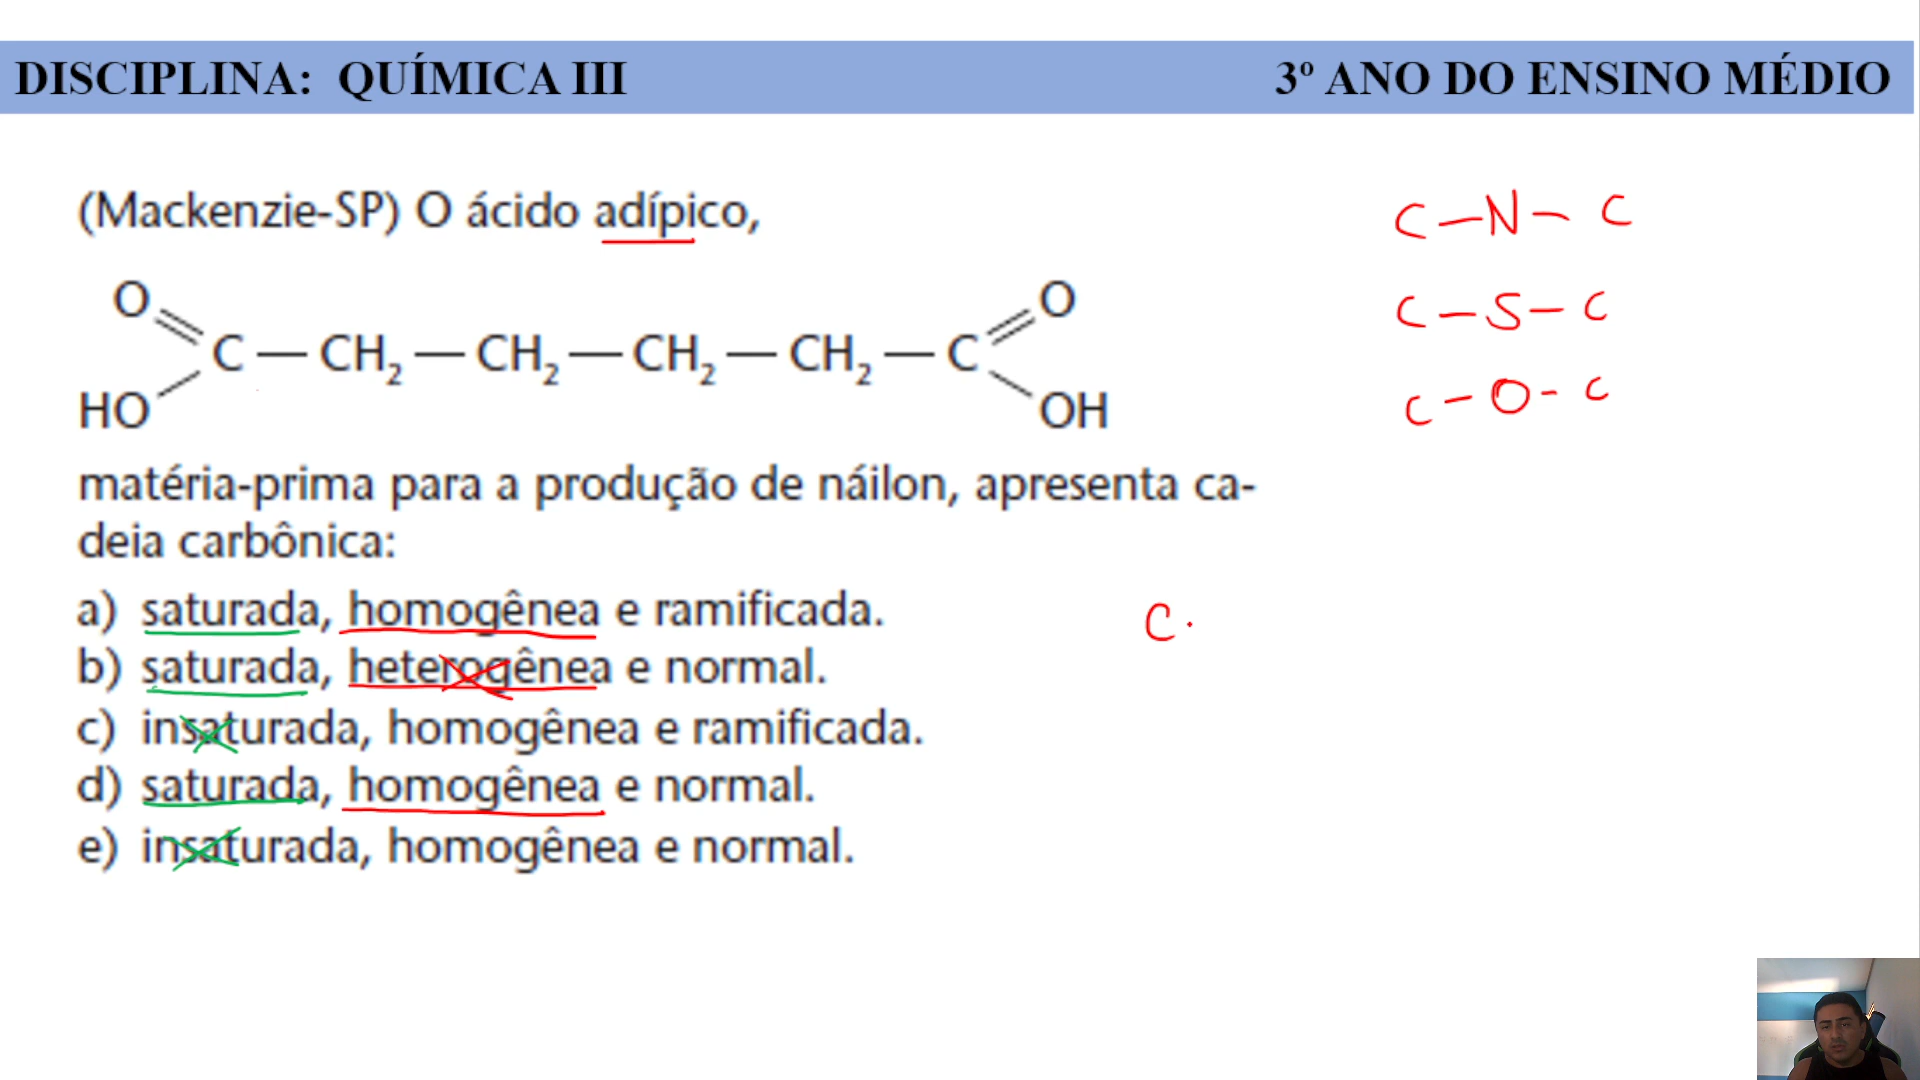 DISCIPLINA: QUÍMICA III
3º ANO DO ENSINO MÉDIO
(Mackenzie-SP) O ácido adípico,
O O
C — CH₂ — CH₂ — CH₂ — CH₂ — C
HO OH
matéria-prima para a produção de náilon, apresenta ca-
deia carbônica:
a) saturada, homogênea e ramificada.
b) saturada, heterogênea e normal.
c) insaturada, homogênea e ramificada.
d) saturada, homogênea e normal.
e) insaturada, homogênea e normal.
C – N – C
C – S – C
C – O – C
C ·